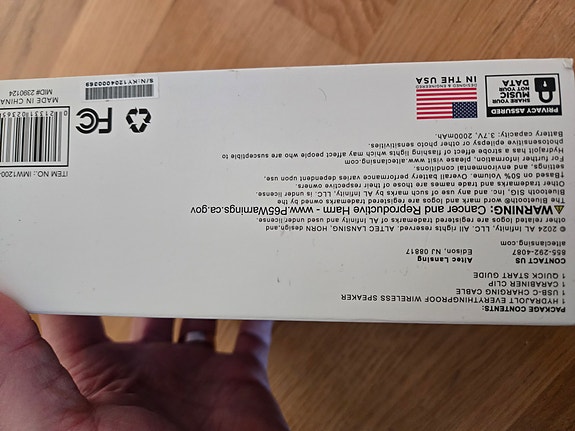 PACKAGE CONTENTS:
1 HYDRAJOLT EVERYTHINGPROOF WIRELESS SPEAKER
1 USB-C CHARGING CABLE
1 CARABINER CLIP
1 QUICK START GUIDE
CONTACT US
855-292-4087
alteclansing.com
Altec Lansing
Edison, NJ 08817
© 2024 AL Infinity, LLC. All rights reserved. ALTEC LANSING, HORN, and design,and
other related logos are registered trademarks of AL Infinity and used under license.
⚠WARNING: Cancer and Reproductive Harm - www.P65Warnings.ca.gov
The Bluetooth® word mark and logos are registered trademarks owned by the
Bluetooth SIG, Inc. and any use of such marks by AL Infinity, LLC. is under license.
Other trademarks and trade names are those of their respective owners.
‡Based on 50% Volume. Overall battery performance varies dependent upon use,
settings, and environmental conditions.
For further information, please visit www.alteclansing.com
Hydrajolt has a strobe effect of flashing lights which may affect people who are susceptible to
photosensitive epilepsy or other photosensitivities.
Battery capacity: 3.7V, 2000mAh.
PRIVACY ASSURED
SHARE YOUR
MUSIC
NOT YOUR
DATA
DESIGNED & ENGINEERED
IN THE USA
FC
S/N:KY1204000369
ITEM NO. IMW1200
MADE IN CHINA
MID# 2390124